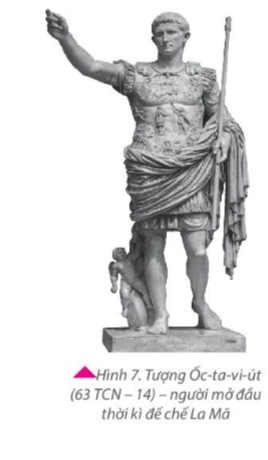 Hình 7. Tượng Ốc-ta-vi-út
(63 TCN – 14) – người mở đầu
thời kì đế chế La Mã